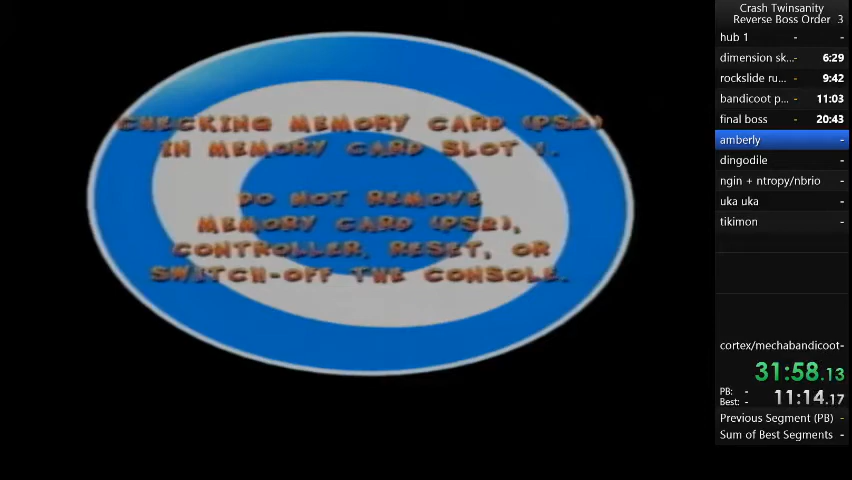 CHECKING MEMORY CARD (PS2)
IN MEMORY CARD SLOT 1.
DO NOT REMOVE
MEMORY CARD (PS2),
CONTROLLER, RESET, OR
SWITCH-OFF THE CONSOLE.
Crash Twinsanity
Reverse Boss Order 3
hub 1 - -
dimension sk... - 6:29
rockslide ru... - 9:42
bandicoot p... - 11:03
final boss - 20:43
amberly -
dingodile -
ngin + ntropy/nbrio -
uka uka -
tikimon -
cortex/mechabandicoot-
31:58.13
PB: -
Best: - 11:14.17
Previous Segment (PB) -
Sum of Best Segments -